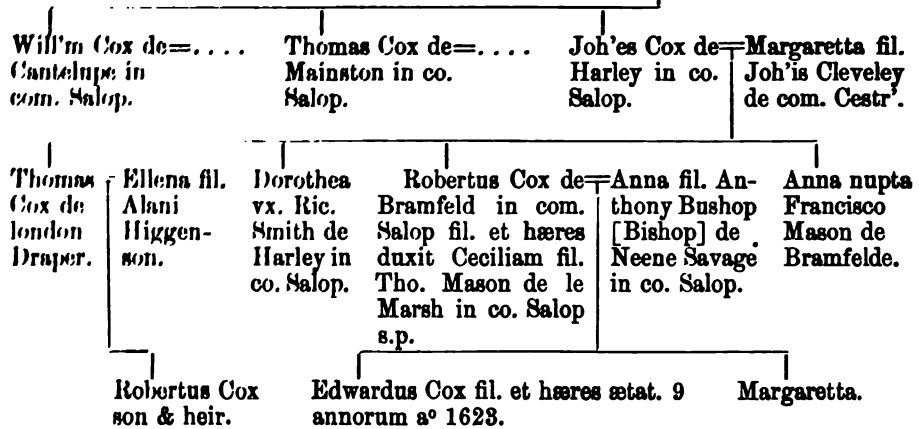 Will'm Cox de=....
Cantelupe in
com. Salop.
Thomas Cox de=....
Mainston in co.
Salop.
Joh'es Cox de=Margaretta fil.
Harley in co. Joh'is Cleveley
Salop. de com. Cestr'.
Thomas
Cox de
london
Draper.
Ellena fil.
Alani
Higgen-
son.
Dorothea
vx. Ric.
Smith de
Harley in
co. Salop.
Robertus Cox de=
Bramfeld in com.
Salop fil. et hæres
duxit Ceciliam fil.
Tho. Mason de le
Marsh in co. Salop
s.p.
Anna fil. An-
thony Bushop
[Bishop] de
Neene Savage
in co. Salop.
Anna nupta
Francisco
Mason de
Bramfelde.
Robertus Cox
son & heir.
Edwardus Cox fil. et hæres ætat. 9
annorum aº 1623.
Margaretta.